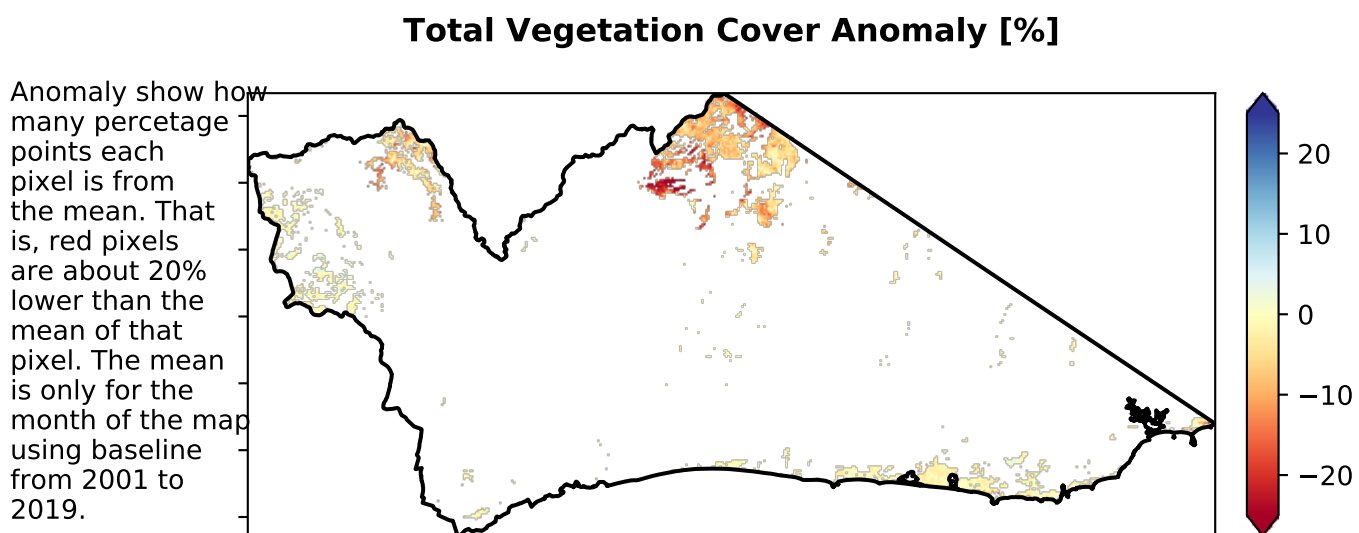 Total Vegetation Cover Anomaly [%]
Anomaly show how
many percetage
points each
pixel is from
the mean. That
is, red pixels
are about 20%
lower than the
mean of that
pixel. The mean
is only for the
month of the map
using baseline
from 2001 to
2019.
20
10
0
−10
−20